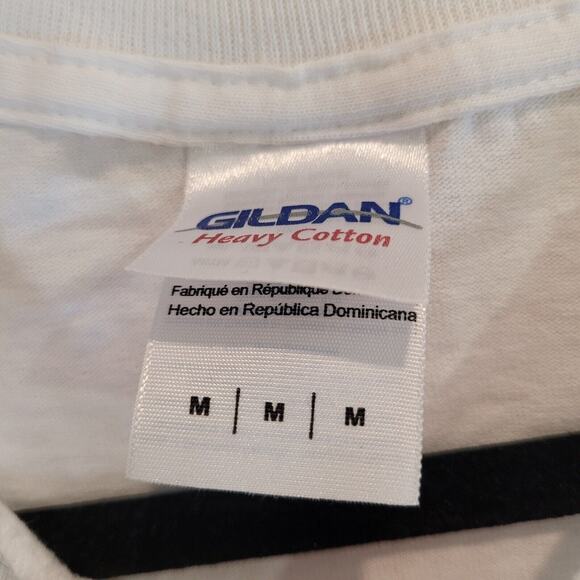 GILDAN®
Heavy Cotton
Fabriqué en République
Hecho en República Dominicana
M | M | M